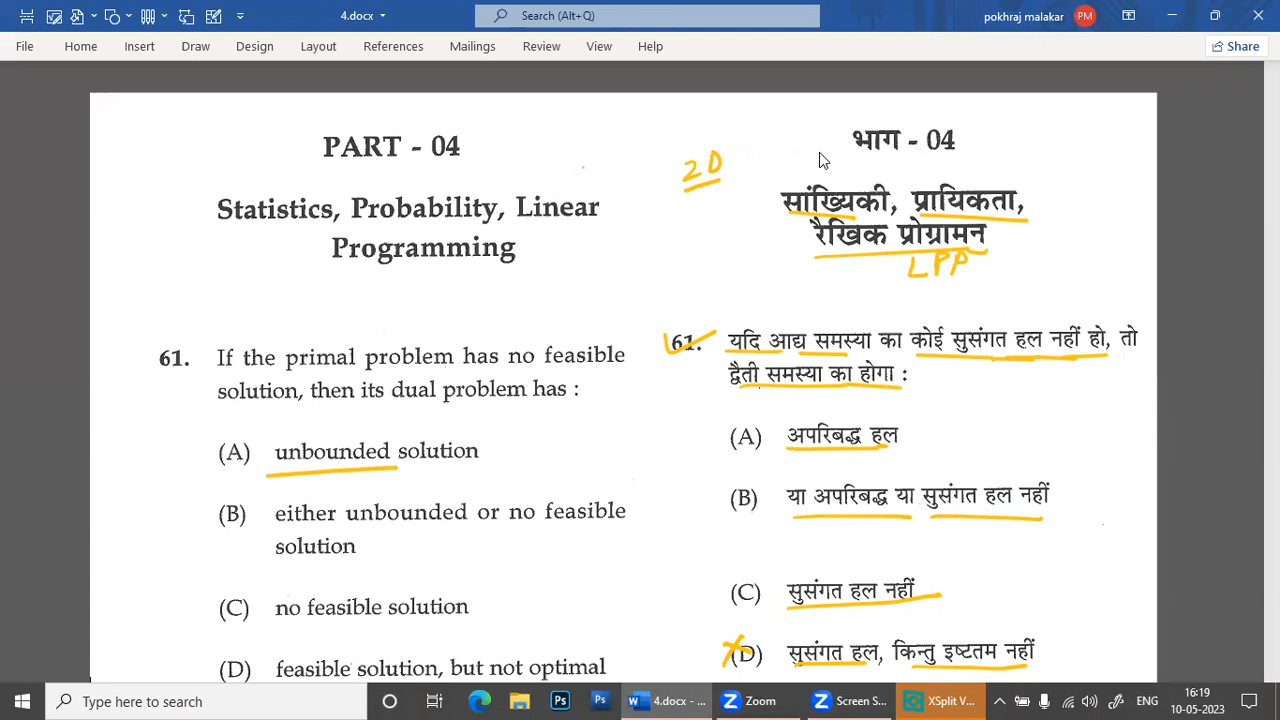 4.docx
Search (Alt+Q)
pokhraj malakar
PM
File Home Insert Draw Design Layout References Mailings Review View Help
Share
PART - 04
Statistics, Probability, Linear
Programming
61. If the primal problem has no feasible
solution, then its dual problem has :
(A) unbounded solution
(B) either unbounded or no feasible
solution
(C) no feasible solution
(D) feasible solution, but not optimal
20
भाग - 04
सांख्यिकी, प्रायिकता,
रैखिक प्रोग्रामन
LPP
61. यदि आद्य समस्या का कोई सुसंगत हल नहीं हो, तो
द्वैती समस्या का होगा :
(A) अपरिबद्ध हल
(B) या अपरिबद्ध या सुसंगत हल नहीं
(C) सुसंगत हल नहीं
(D) सुसंगत हल, किन्तु इष्टतम नहीं
Type here to search
Ps
Ps
4.docx - ...
Zoom
Screen S...
XSplit V...
ENG
16:19
10-05-2023